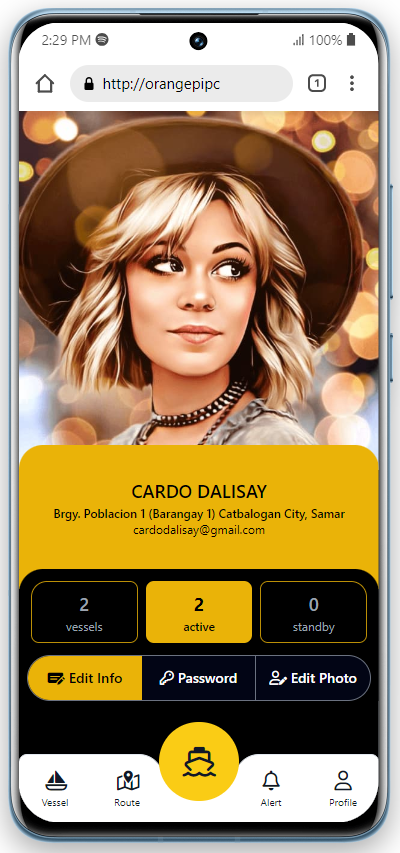 2:29 PM 100%
http://orangepipc 1
CARDO DALISAY
Brgy. Poblacion 1 (Barangay 1) Catbalogan City, Samar
cardodalisay@gmail.com
2 2 0
vessels active standby
Edit Info Password Edit Photo
Vessel Route Alert Profile